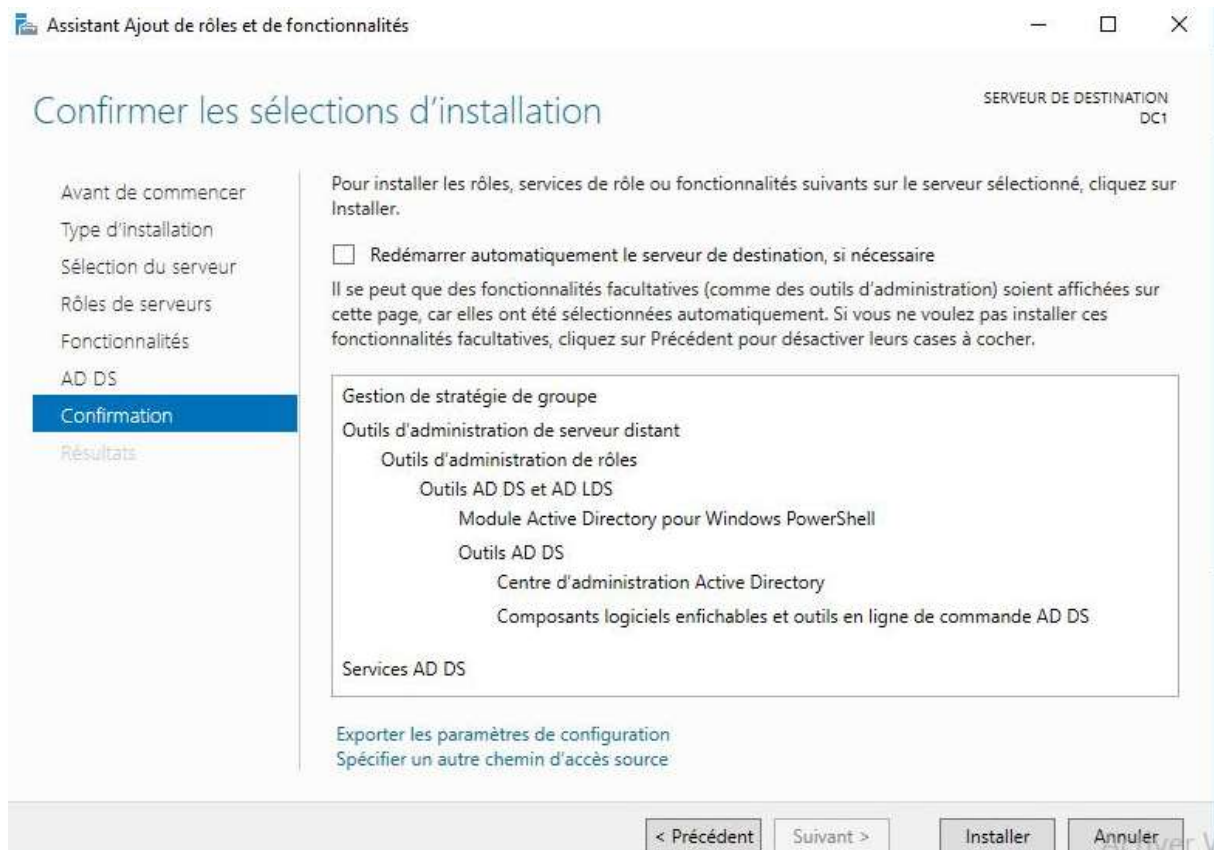 Assistant Ajout de rôles et de fonctionnalités
Confirmer les sélections d'installation
SERVEUR DE DESTINATION
DC1
Avant de commencer
Type d'installation
Sélection du serveur
Rôles de serveurs
Fonctionnalités
AD DS
Confirmation
Résultats
Pour installer les rôles, services de rôle ou fonctionnalités suivants sur le serveur sélectionné, cliquez sur
Installer.
Redémarrer automatiquement le serveur de destination, si nécessaire
Il se peut que des fonctionnalités facultatives (comme des outils d'administration) soient affichées sur
cette page, car elles ont été sélectionnées automatiquement. Si vous ne voulez pas installer ces
fonctionnalités facultatives, cliquez sur Précédent pour désactiver leurs cases à cocher.
Gestion de stratégie de groupe
Outils d'administration de serveur distant
Outils d'administration de rôles
Outils AD DS et AD LDS
Module Active Directory pour Windows PowerShell
Outils AD DS
Centre d'administration Active Directory
Composants logiciels enfichables et outils en ligne de commande AD DS
Services AD DS
Exporter les paramètres de configuration
Spécifier un autre chemin d'accès source
< Précédent
Suivant >
Installer
Annuler